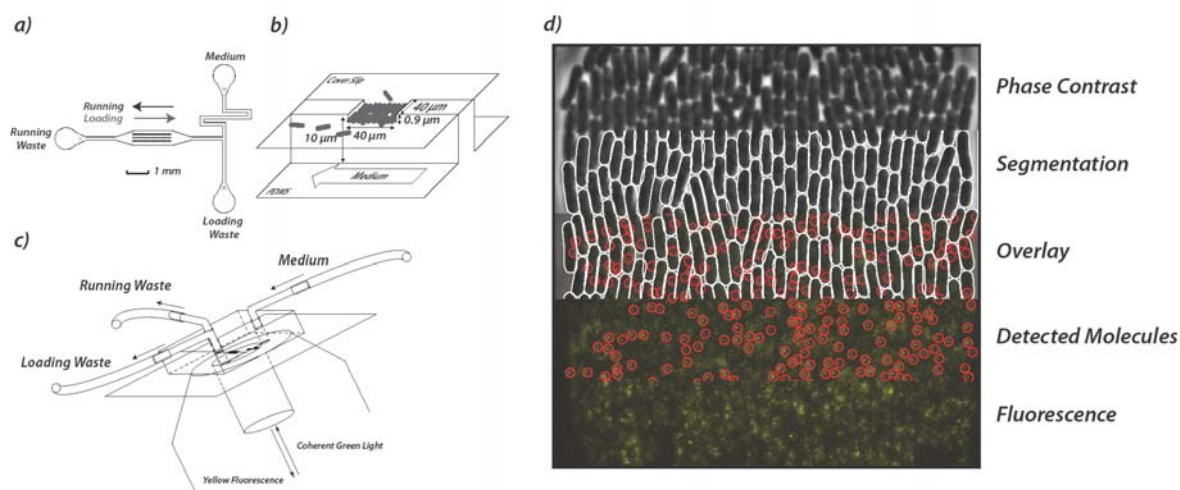 a)
Medium
Running
Loading
Running
Waste
1 mm
Loading
Waste
b)
Cover Slip
40 µm
0.9 µm
10 µm
40 µm
Medium
PDMS
c)
Medium
Running Waste
Loading Waste
Coherent Green Light
Yellow Fluorescence
d)
Phase Contrast
Segmentation
Overlay
Detected Molecules
Fluorescence